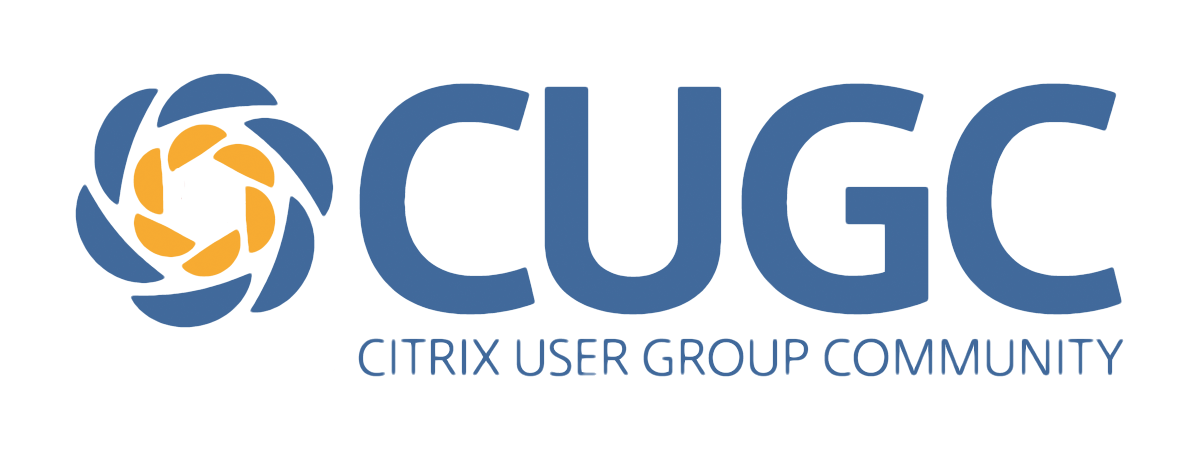 CUGC
CITRIX USER GROUP COMMUNITY